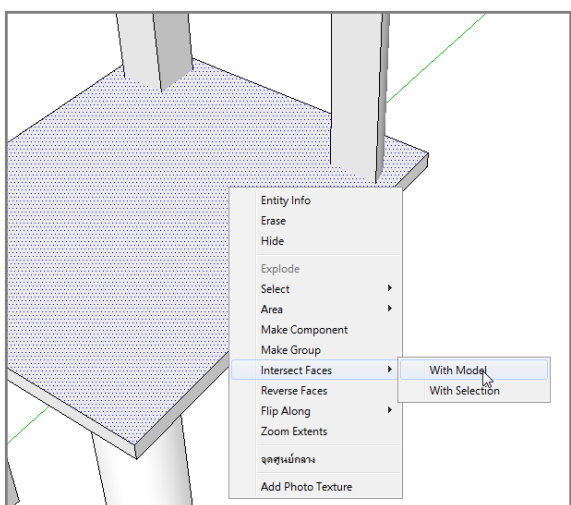 Entity Info
Erase
Hide
Explode
Select
Area
Make Component
Make Group
Intersect Faces
With Model
Reverse Faces
With Selection
Flip Along
Zoom Extents
จุดศูนย์กลาง
Add Photo Texture